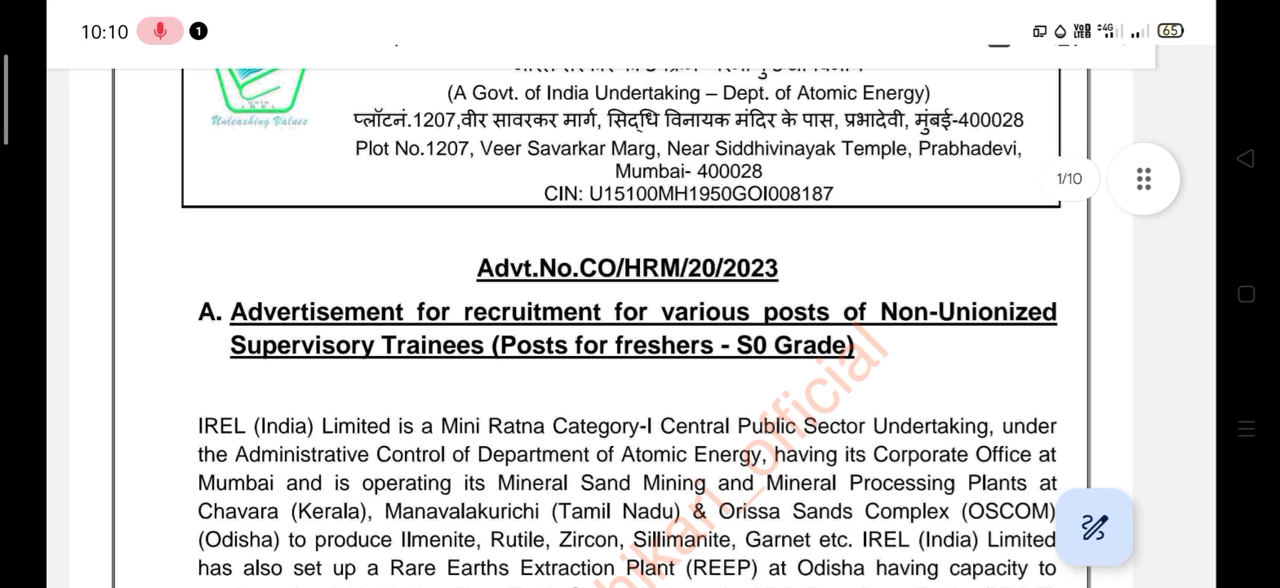 10:10
1
Vo LTE 4G
65
Unleashing Values
(A Govt. of India Undertaking – Dept. of Atomic Energy)
प्लॉटनं.1207,वीर सावरकर मार्ग, सिद्धि विनायक मंदिर के पास, प्रभादेवी, मुंबई-400028
Plot No.1207, Veer Savarkar Marg, Near Siddhivinayak Temple, Prabhadevi,
Mumbai- 400028
CIN: U15100MH1950GOI008187
1/10
Advt.No.CO/HRM/20/2023
A. Advertisement for recruitment for various posts of Non-Unionized
Supervisory Trainees (Posts for freshers - S0 Grade)
IREL (India) Limited is a Mini Ratna Category-I Central Public Sector Undertaking, under
the Administrative Control of Department of Atomic Energy, having its Corporate Office at
Mumbai and is operating its Mineral Sand Mining and Mineral Processing Plants at
Chavara (Kerala), Manavalakurichi (Tamil Nadu) & Orissa Sands Complex (OSCOM)
(Odisha) to produce Ilmenite, Rutile, Zircon, Sillimanite, Garnet etc. IREL (India) Limited
has also set up a Rare Earths Extraction Plant (REEP) at Odisha having capacity to